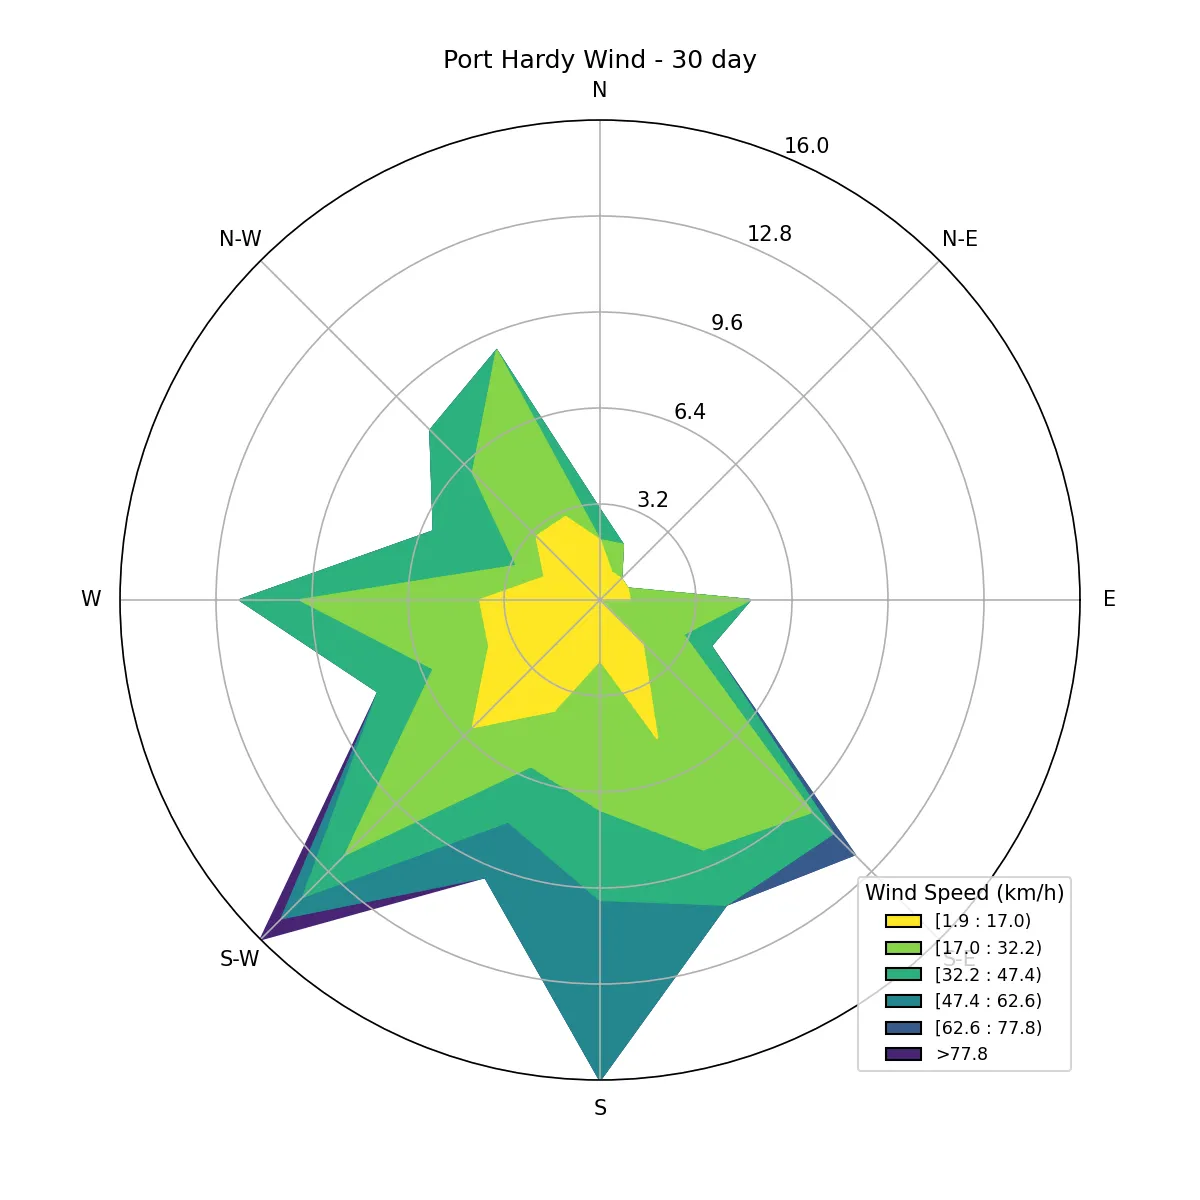 Port Hardy Wind - 30 day
N
16.0
12.8
N-W
N-E
9.6
6.4
3.2
W
E
Wind Speed (km/h)
[1.9 : 17.0)
[17.0 : 32.2)
[32.2 : 47.4)
[47.4 : 62.6)
[62.6 : 77.8)
>77.8
S-W
S-E
S